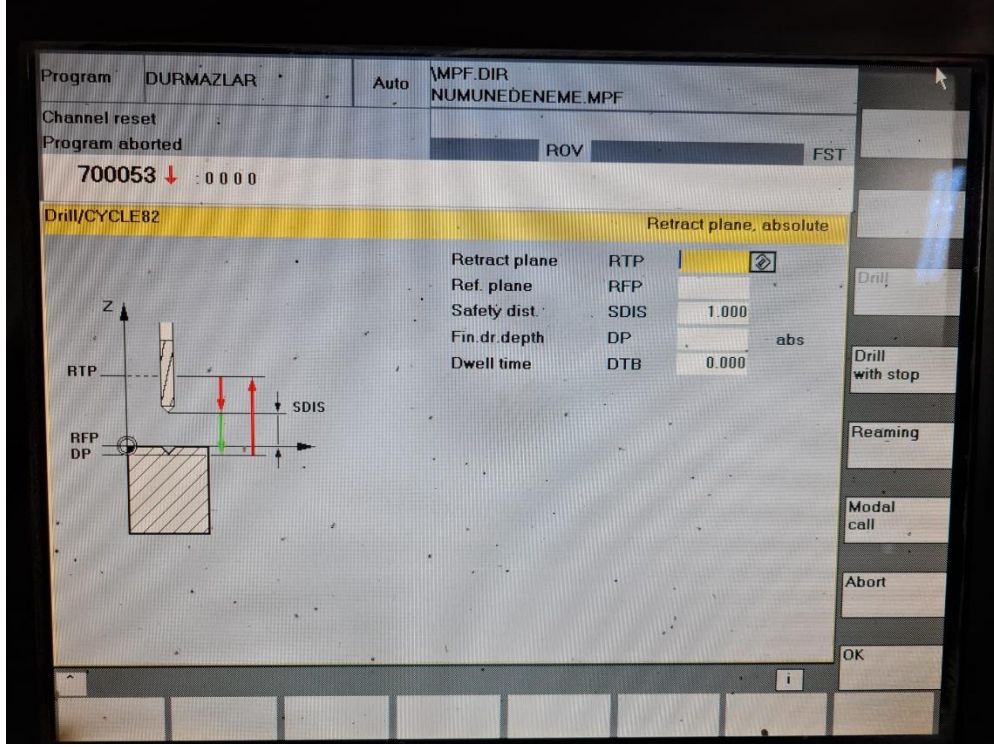 Program DURMAZLAR Auto \MPF.DIR
NUMUNEDENEME.MPF
Channel reset
Program aborted
ROV FST
700053 ↓ :0000
Drill/CYCLE82 Retract plane, absolute
Retract plane RTP
Ref. plane RFP
Safety dist. SDIS 1.000
Fin.dr.depth DP abs
Dwell time DTB 0.000
Z
RTP
SDIS
RFP
DP
Drill
Drill
with stop
Reaming
Modal
call
Abort
OK
^ i